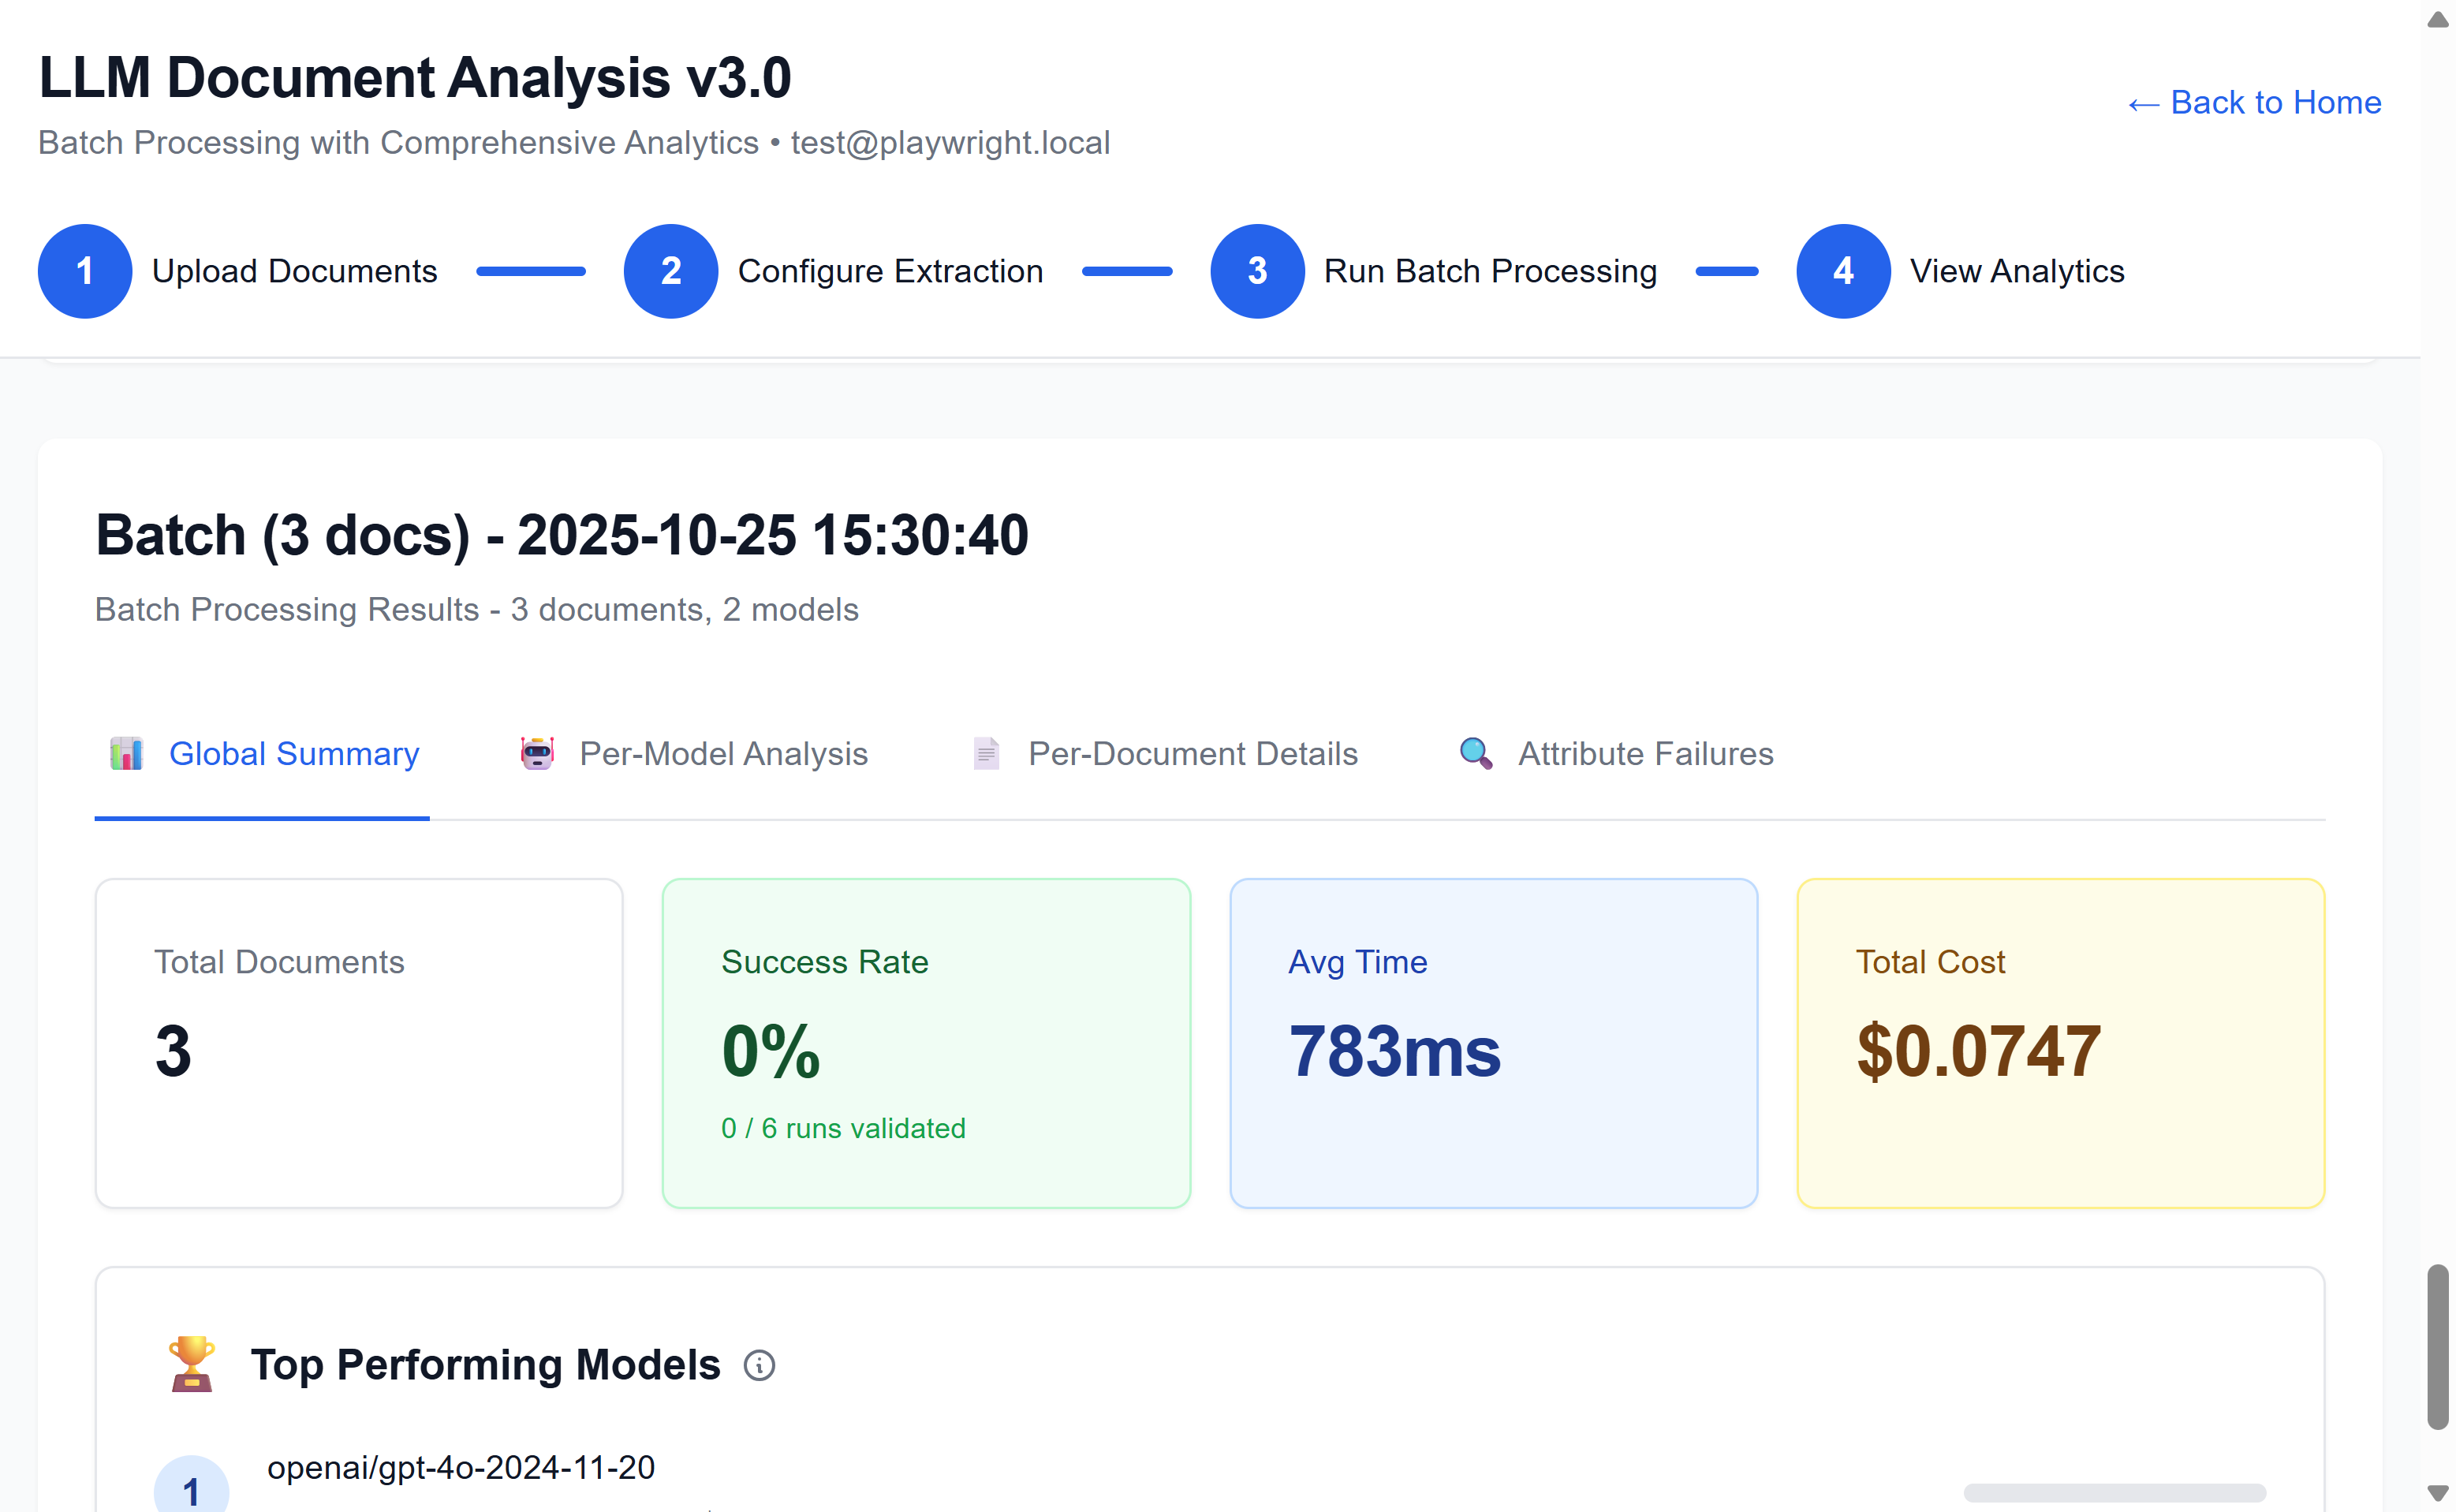 LLM Document Analysis v3.0
← Back to Home
Batch Processing with Comprehensive Analytics • test@playwright.local
1 Upload Documents
2 Configure Extraction
3 Run Batch Processing
4 View Analytics
Batch (3 docs) - 2025-10-25 15:30:40
Batch Processing Results - 3 documents, 2 models
Global Summary
Per-Model Analysis
Per-Document Details
Attribute Failures
Total Documents
3
Success Rate
0%
0 / 6 runs validated
Avg Time
783ms
Total Cost
$0.0747
Top Performing Models
1
openai/gpt-4o-2024-11-20